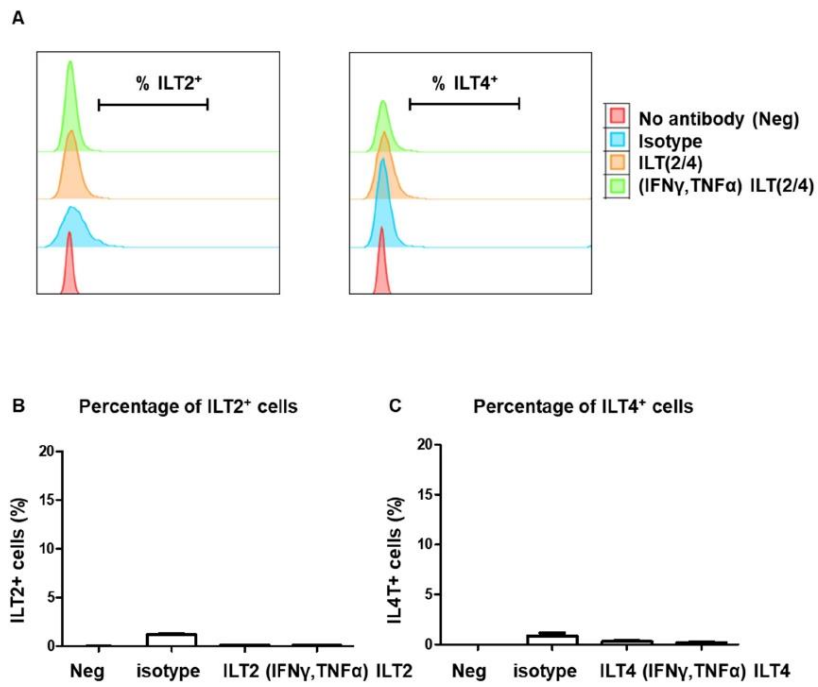 A
% ILT2⁺
% ILT4⁺
No antibody (Neg)
Isotype
ILT(2/4)
(IFNγ,TNFα) ILT(2/4)
B
Percentage of ILT2⁺ cells
ILT2+ cells (%)
20
15
10
5
0
Neg
isotype
ILT2
(IFNγ,TNFα) ILT2
C
Percentage of ILT4⁺ cells
IL4T+ cells (%)
20
15
10
5
0
Neg
isotype
ILT4
(IFNγ,TNFα) ILT4